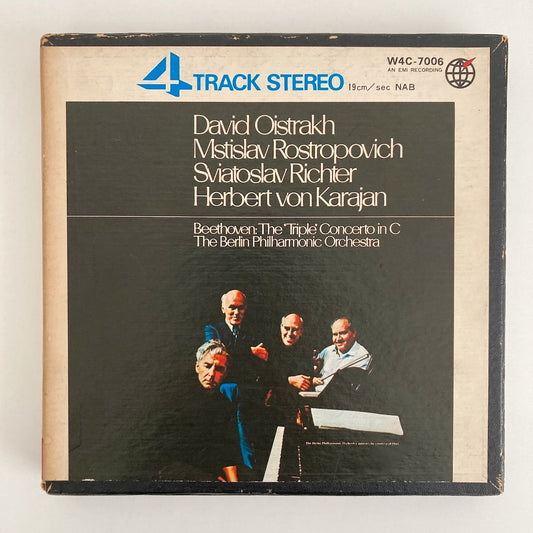 4 TRACK STEREO 19cm/sec NAB
W4C-7006
AN EMI RECORDING
David Oistrakh
Mstislav Rostropovich
Sviatoslav Richter
Herbert von Karajan
Beethoven: The 'Triple' Concerto in C
The Berlin Philharmonic Orchestra